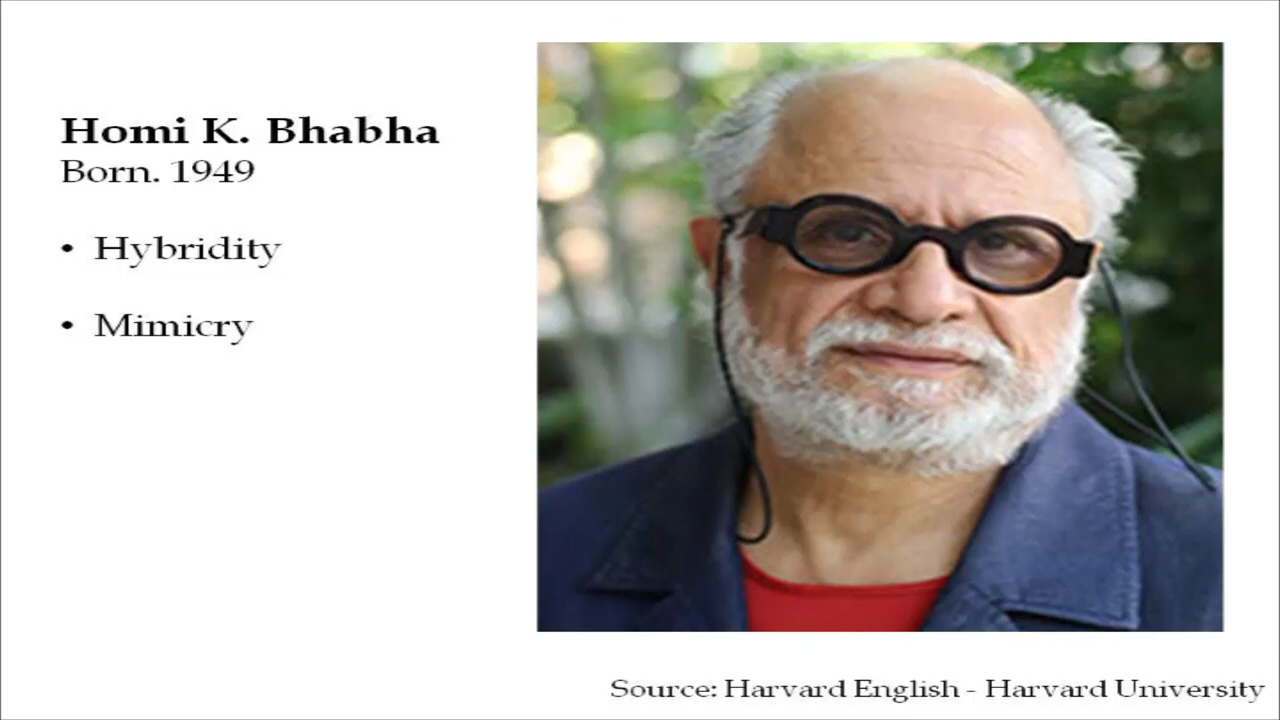 Homi K. Bhabha
Born. 1949
• Hybridity
• Mimicry
Source: Harvard English - Harvard University